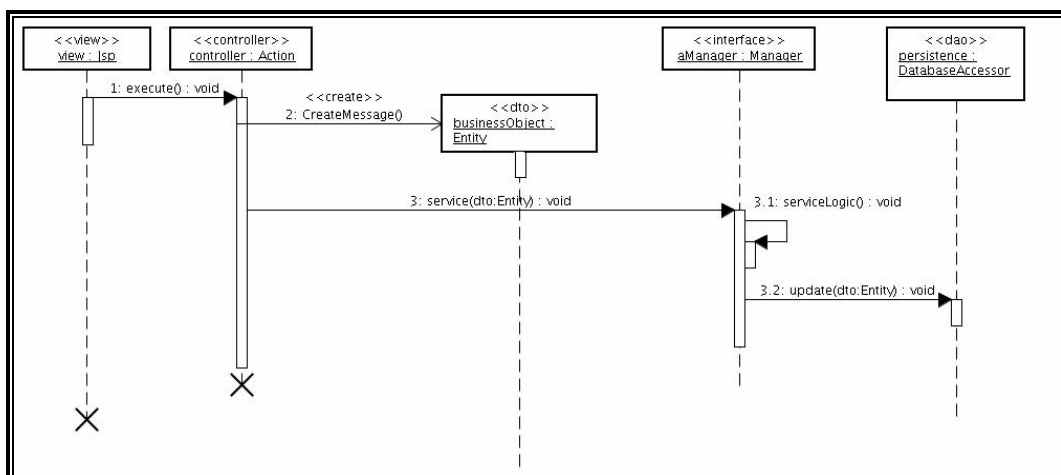 <<view>>
view : Jsp
<<controller>>
controller : Action
<<interface>>
aManager : Manager
<<dao>>
persistence :
DatabaseAccessor
1: execute() : void
<<create>>
2: CreateMessage()
<<dto>>
businessObject :
Entity
3: service(dto:Entity) : void
3.1: serviceLogic() : void
3.2: update(dto:Entity) : void